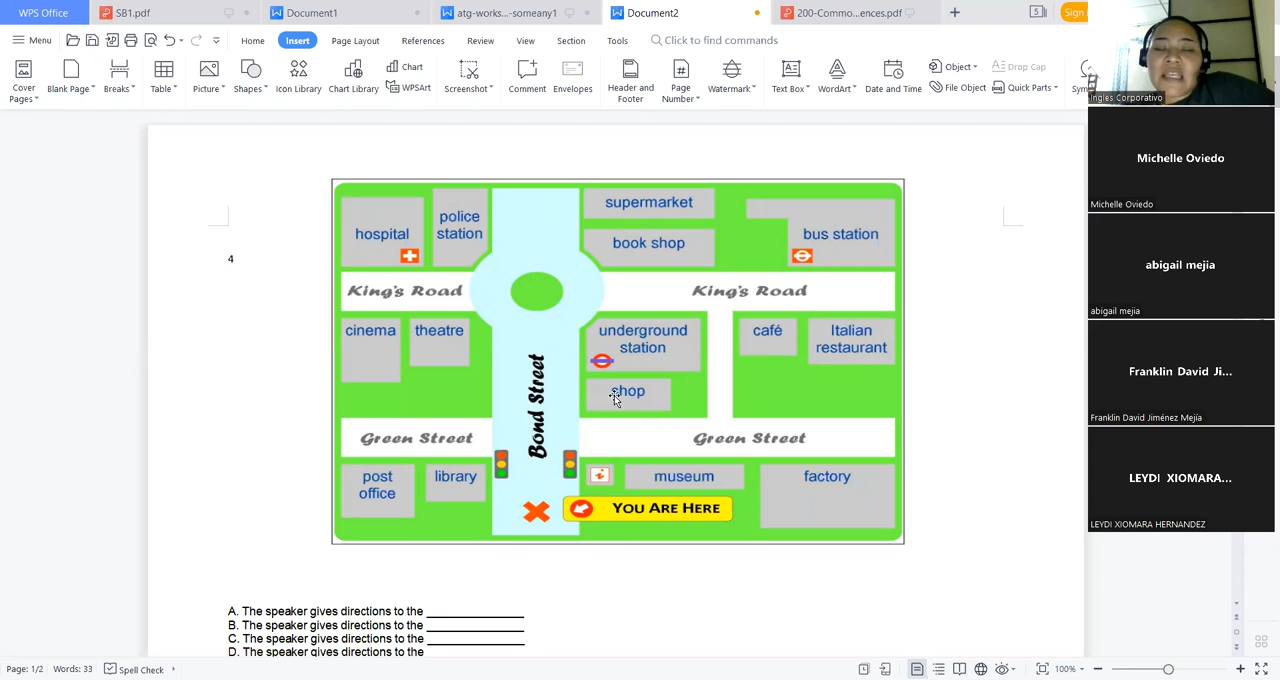 WPS Office
SB1.pdf
Document1
atg-works...-someany1
Document2
200-Commo...ences.pdf
Sign
Menu
Home
Insert
Page Layout
References
Review
View
Section
Tools
Click to find commands
Cover Pages
Blank Page
Breaks
Table
Picture
Shapes
Icon Library
Chart Library
Chart
WPSArt
Screenshot
Comment
Envelopes
Header and Footer
Page Number
Watermark
Text Box
WordArt
Date and Time
Object
File Object
Drop Cap
Quick Parts
Ingles Corporativo
Michelle Oviedo
Michelle Oviedo
abigail mejia
abigail mejia
Franklin David Ji...
Franklin David Jiménez Mejía
LEYDI XIOMARA...
LEYDI XIOMARA HERNANDEZ
4
hospital
police
station
supermarket
book shop
bus station
King's Road
King's Road
cinema
theatre
underground
station
café
Italian
restaurant
shop
Bond Street
Green Street
Green Street
post
office
library
i
museum
factory
YOU ARE HERE
A. The speaker gives directions to the
B. The speaker gives directions to the
C. The speaker gives directions to the
D. The speaker gives directions to the
Page: 1/2
Words: 33
Spell Check
100%